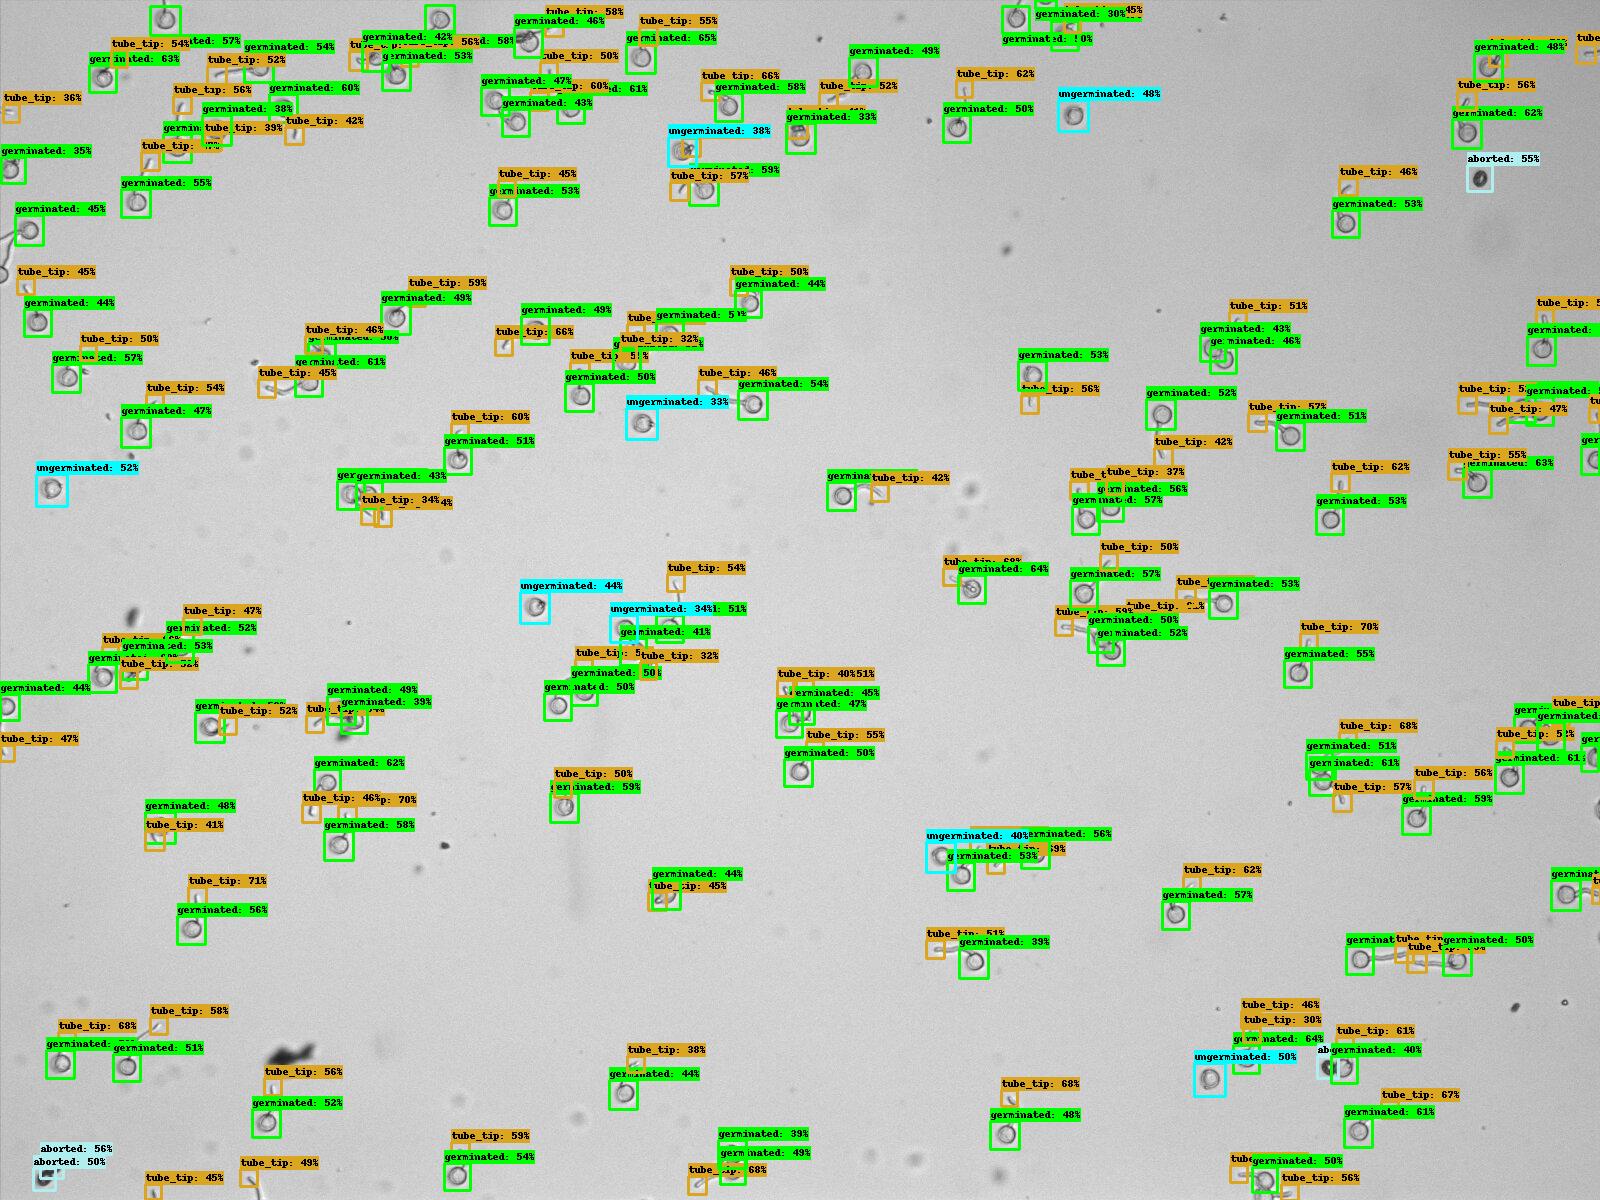 tube_tip: 58%
germinated: 46%
tube_tip: 55%
germinated: 30%
germinated: 42%
tube_tip: 54%
germinated: 54%
germinated: 65%
germinated: 48%
germinated: 63%
tube_tip: 52%
germinated: 53%
tube_tip: 50%
germinated: 49%
tube_tip: 62%
tube_tip: 56%
germinated: 60%
germinated: 47%
tube_tip: 66%
germinated: 58%
ungerminated: 48%
tube_tip: 56%
tube_tip: 36%
germinated: 38%
germinated: 43%
germinated: 50%
germinated: 62%
tube_tip: 39%
tube_tip: 42%
ungerminated: 38%
germinated: 33%
germinated: 35%
aborted: 55%
germinated: 55%
tube_tip: 45%
germinated: 53%
tube_tip: 57%
tube_tip: 46%
germinated: 45%
germinated: 53%
tube_tip: 45%
tube_tip: 59%
tube_tip: 50%
germinated: 44%
germinated: 44%
germinated: 49%
germinated: 49%
tube_tip: 51%
tube_tip: 50%
tube_tip: 46%
tube_tip: 66%
tube_tip: 32%
germinated: 43%
germinated: 46%
germinated: 57%
germinated: 61%
tube_tip: 45%
germinated: 53%
tube_tip: 54%
germinated: 50%
tube_tip: 46%
germinated: 54%
tube_tip: 56%
germinated: 52%
germinated: 47%
tube_tip: 60%
ungerminated: 33%
germinated: 51%
tube_tip: 47%
germinated: 51%
tube_tip: 42%
ungerminated: 52%
germinated: 43%
tube_tip: 42%
tube_tip: 37%
tube_tip: 62%
tube_tip: 55%
germinated: 63%
tube_tip: 34%
germinated: 56%
germinated: 57%
germinated: 53%
tube_tip: 50%
ungerminated: 44%
tube_tip: 54%
germinated: 64%
germinated: 57%
germinated: 53%
tube_tip: 47%
ungerminated: 34%
germinated: 41%
germinated: 50%
germinated: 52%
tube_tip: 70%
germinated: 52%
germinated: 53%
tube_tip: 32%
germinated: 55%
germinated: 44%
germinated: 50%
tube_tip: 40%
germinated: 45%
germinated: 47%
tube_tip: 52%
germinated: 49%
germinated: 39%
tube_tip: 68%
tube_tip: 47%
tube_tip: 55%
germinated: 50%
germinated: 51%
germinated: 61%
germinated: 62%
tube_tip: 50%
germinated: 59%
tube_tip: 57%
tube_tip: 56%
germinated: 59%
germinated: 48%
tube_tip: 41%
tube_tip: 46%
germinated: 58%
ungerminated: 40%
germinated: 56%
germinated: 53%
tube_tip: 71%
germinated: 56%
germinated: 44%
tube_tip: 45%
tube_tip: 62%
germinated: 57%
tube_tip: 51%
germinated: 39%
germinated: 50%
tube_tip: 58%
tube_tip: 68%
germinated: 51%
tube_tip: 46%
tube_tip: 30%
germinated: 64%
tube_tip: 61%
germinated: 40%
ungerminated: 50%
tube_tip: 56%
germinated: 52%
tube_tip: 38%
germinated: 44%
tube_tip: 68%
germinated: 48%
tube_tip: 67%
germinated: 61%
aborted: 56%
aborted: 50%
tube_tip: 59%
germinated: 54%
germinated: 39%
germinated: 49%
tube_tip: 68%
tube_tip: 49%
tube_tip: 45%
germinated: 50%
tube_tip: 56%